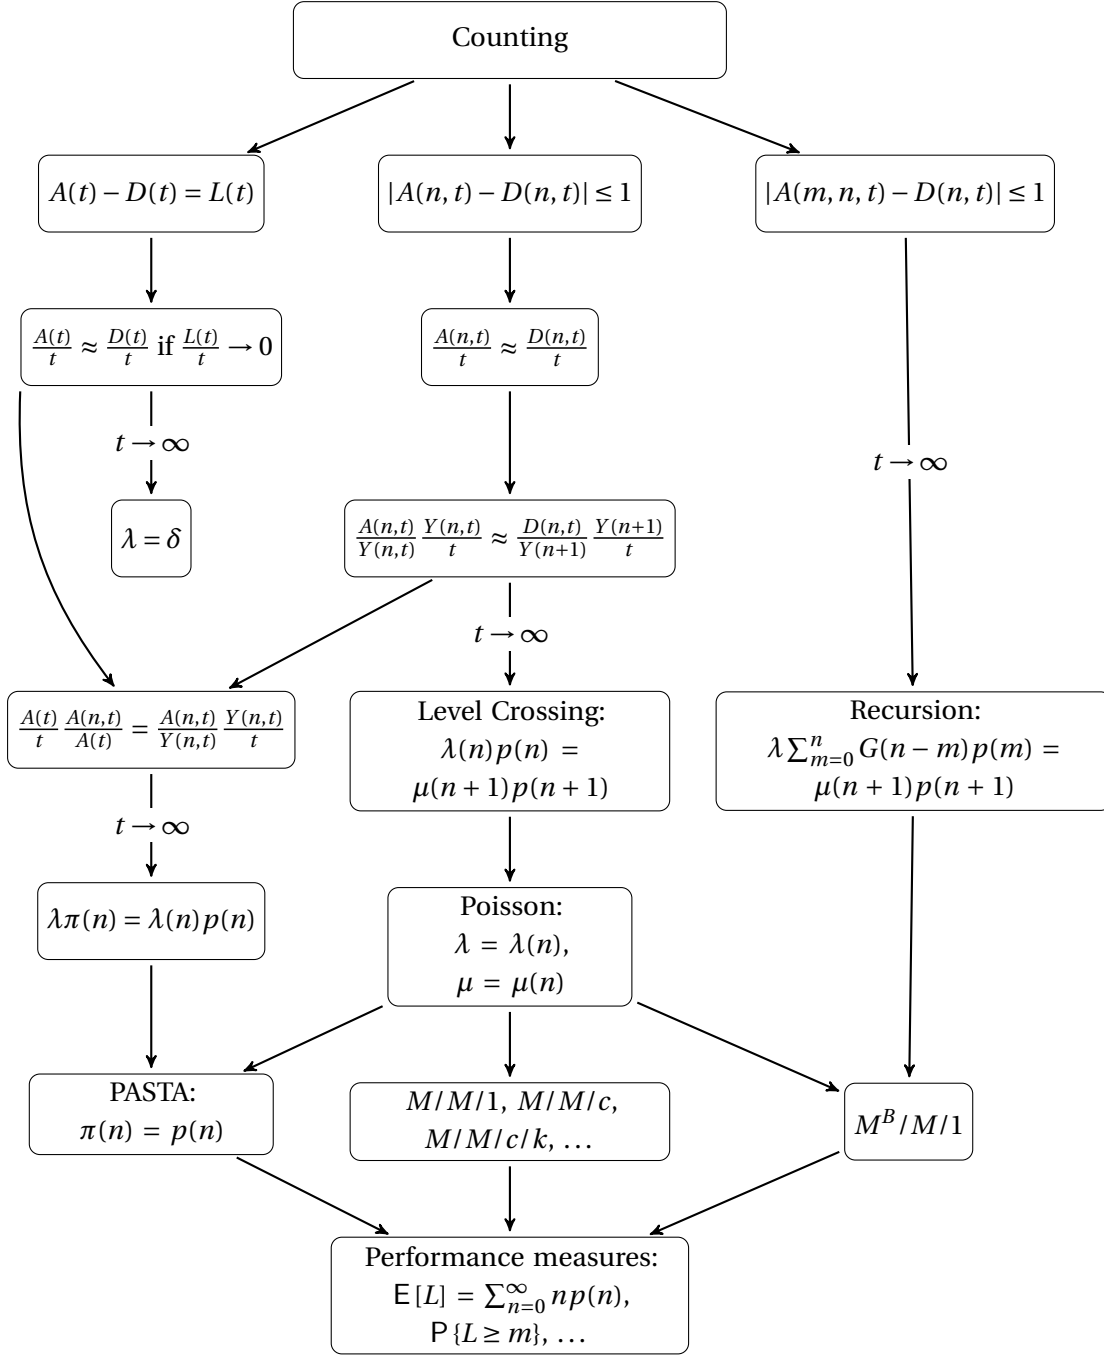 Counting
A(t) − D(t) = L(t)
|A(n, t) − D(n, t)| ≤ 1
|A(m, n, t) − D(n, t)| ≤ 1
A(t)/t ≈ D(t)/t if L(t)/t → 0
A(n,t)/t ≈ D(n,t)/t
t → ∞
t → ∞
λ = δ
A(n,t)/Y(n,t) Y(n,t)/t ≈ D(n,t)/Y(n+1) Y(n+1)/t
t → ∞
A(t)/t A(n,t)/A(t) = A(n,t)/Y(n,t) Y(n,t)/t
Level Crossing:
λ(n)p(n) =
μ(n + 1)p(n + 1)
Recursion:
λ∑_{m=0}^{n} G(n − m)p(m) =
μ(n + 1)p(n + 1)
t → ∞
λπ(n) = λ(n)p(n)
Poisson:
λ = λ(n),
μ = μ(n)
PASTA:
π(n) = p(n)
M/M/1, M/M/c,
M/M/c/k, …
M^B/M/1
Performance measures:
E[L] = ∑_{n=0}^{∞} np(n),
P{L ≥ m}, …